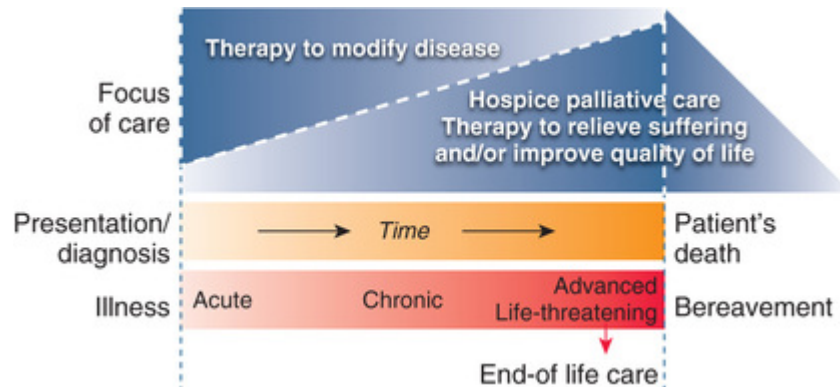 Therapy to modify disease
Focus
of care
Hospice palliative care
Therapy to relieve suffering
and/or improve quality of life
Presentation/
diagnosis
Time
Patient's
death
Illness
Acute
Chronic
Advanced
Life-threatening
Bereavement
End-of life care